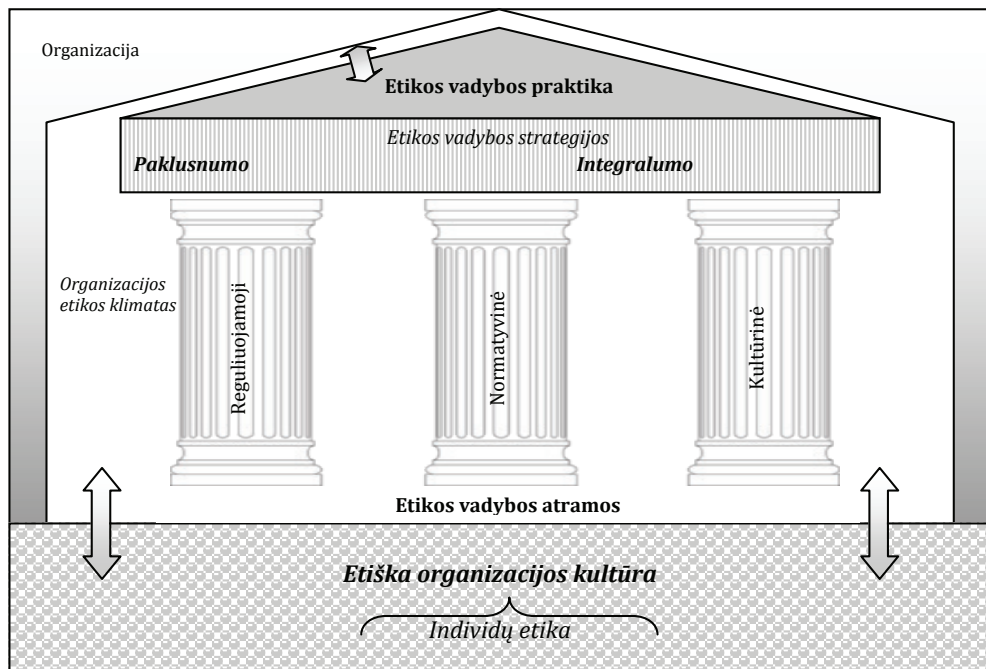 Organizacija
Etikos vadybos praktika
Etikos vadybos strategijos
Paklusnumo Integralumo
Organizacijos
etikos klimatas
Reguliuojamoji
Normatyvinė
Kultūrinė
Etikos vadybos atramos
Etiška organizacijos kultūra
Individų etika